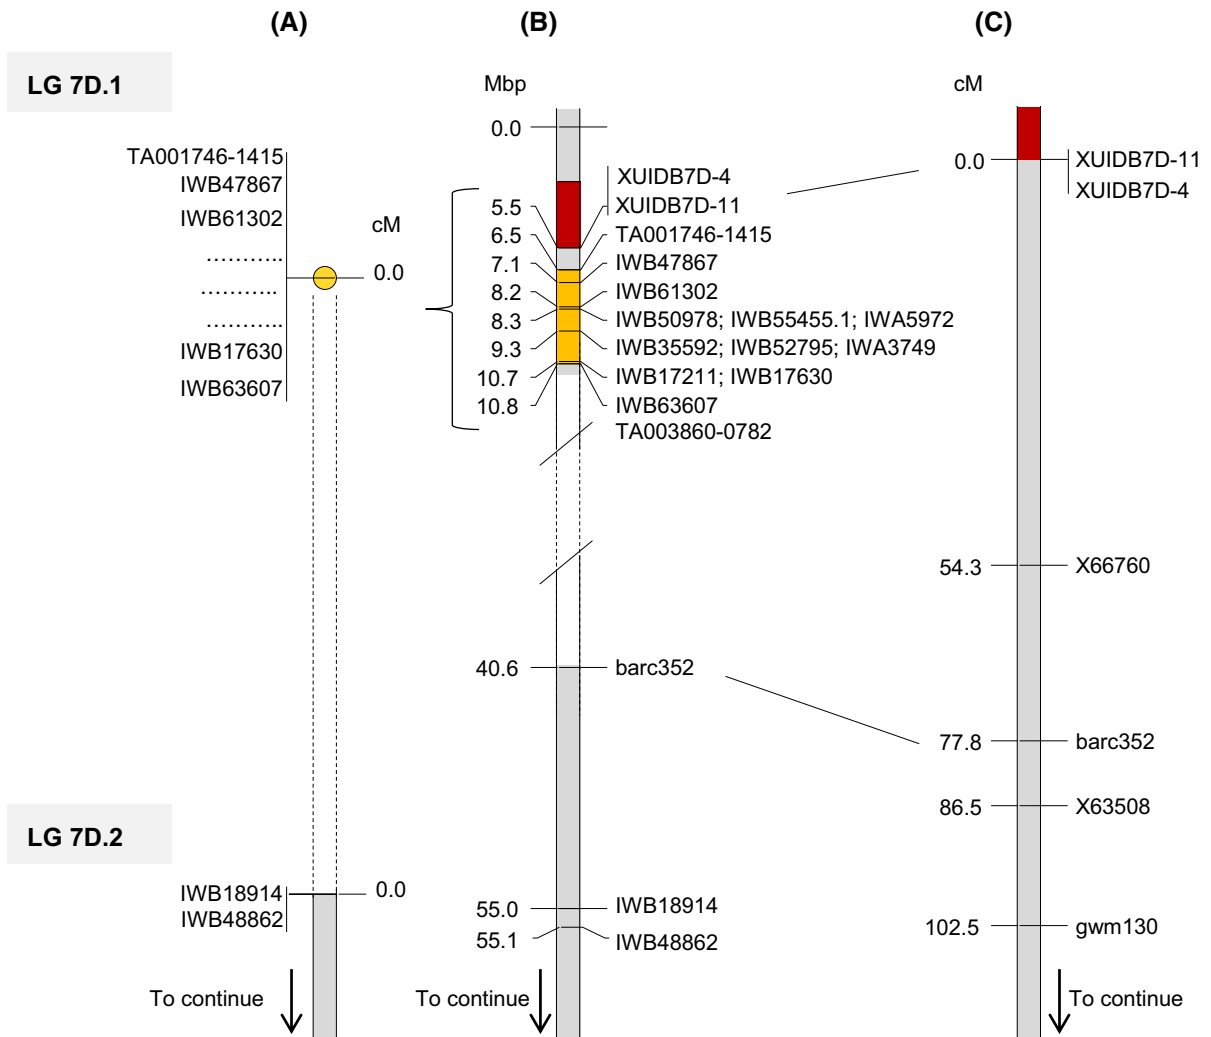 (A) (B) (C)
LG 7D.1
TA001746-1415
IWB47867
IWB61302
...........
...........
...........
IWB17630
IWB63607
cM
0.0
LG 7D.2
IWB18914
IWB48862
0.0
To continue
Mbp
0.0
5.5
6.5
7.1
8.2
8.3
9.3
10.7
10.8
XUIDB7D-4
XUIDB7D-11
TA001746-1415
IWB47867
IWB61302
IWB50978; IWB55455.1; IWA5972
IWB35592; IWB52795; IWA3749
IWB17211; IWB17630
IWB63607
TA003860-0782
40.6 barc352
55.0 IWB18914
55.1 IWB48862
To continue
cM
0.0 XUIDB7D-11
XUIDB7D-4
54.3 X66760
77.8 barc352
86.5 X63508
102.5 gwm130
To continue